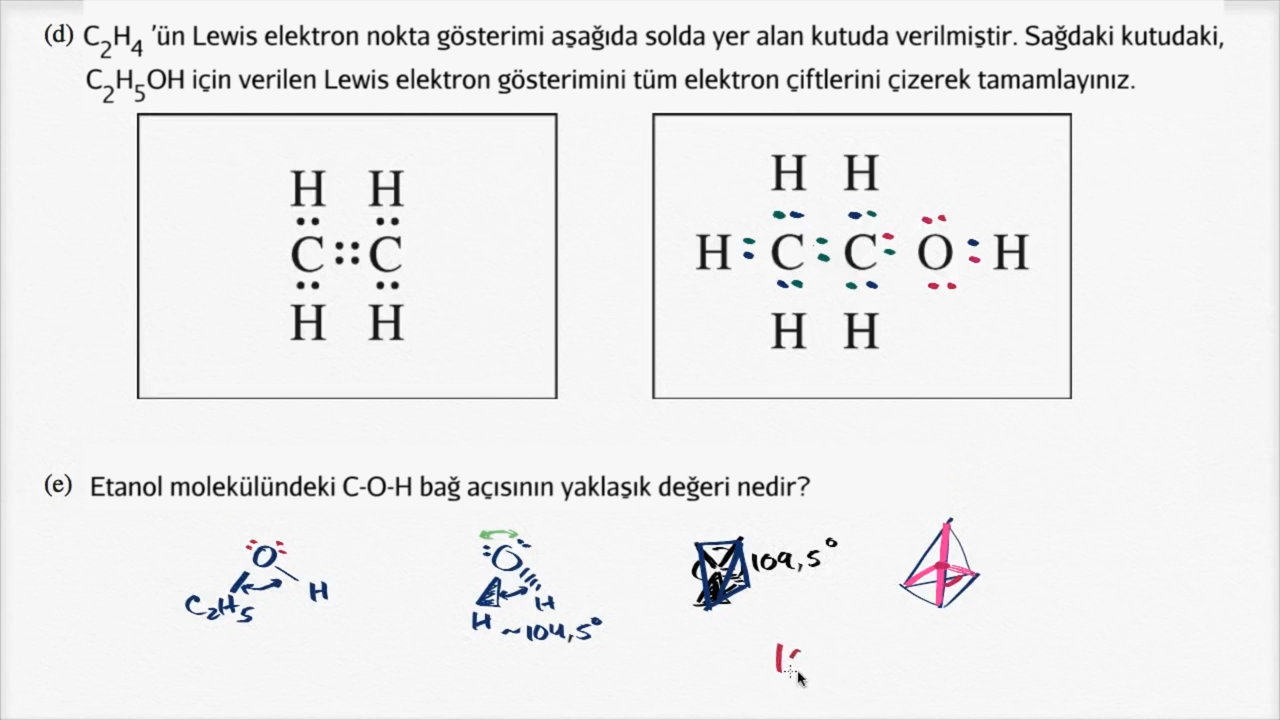 (d) C₂H₄ 'ün Lewis elektron nokta gösterimi aşağıda solda yer alan kutuda verilmiştir. Sağdaki kutudaki,
C₂H₅OH için verilen Lewis elektron gösterimini tüm elektron çiftlerini çizerek tamamlayınız.
H H
C::C
H H
H H
H:C:C:O:H
H H
(e) Etanol molekülündeki C-O-H bağ açısının yaklaşık değeri nedir?
O
C₂H₅ H
:O:
H H
~104,5°
109,5°